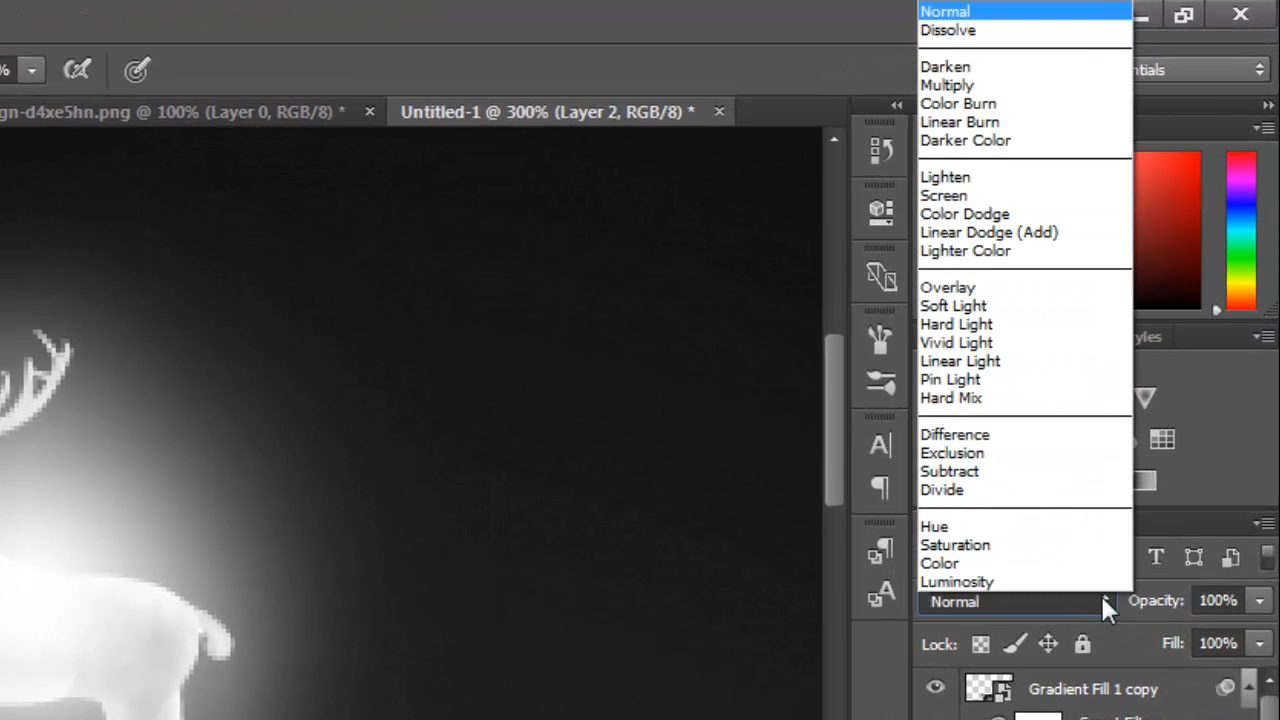 Normal
Dissolve
Darken
Multiply
Color Burn
Linear Burn
Darker Color
Lighten
Screen
Color Dodge
Linear Dodge (Add)
Lighter Color
Overlay
Soft Light
Hard Light
Vivid Light
Linear Light
Pin Light
Hard Mix
Difference
Exclusion
Subtract
Divide
Hue
Saturation
Color
Luminosity
%
ntials
gn-d4xe5hn.png @ 100% (Layer 0, RGB/8) *
Untitled-1 @ 300% (Layer 2, RGB/8) *
yles
Normal
Opacity: 100%
Lock:
Fill: 100%
Gradient Fill 1 copy